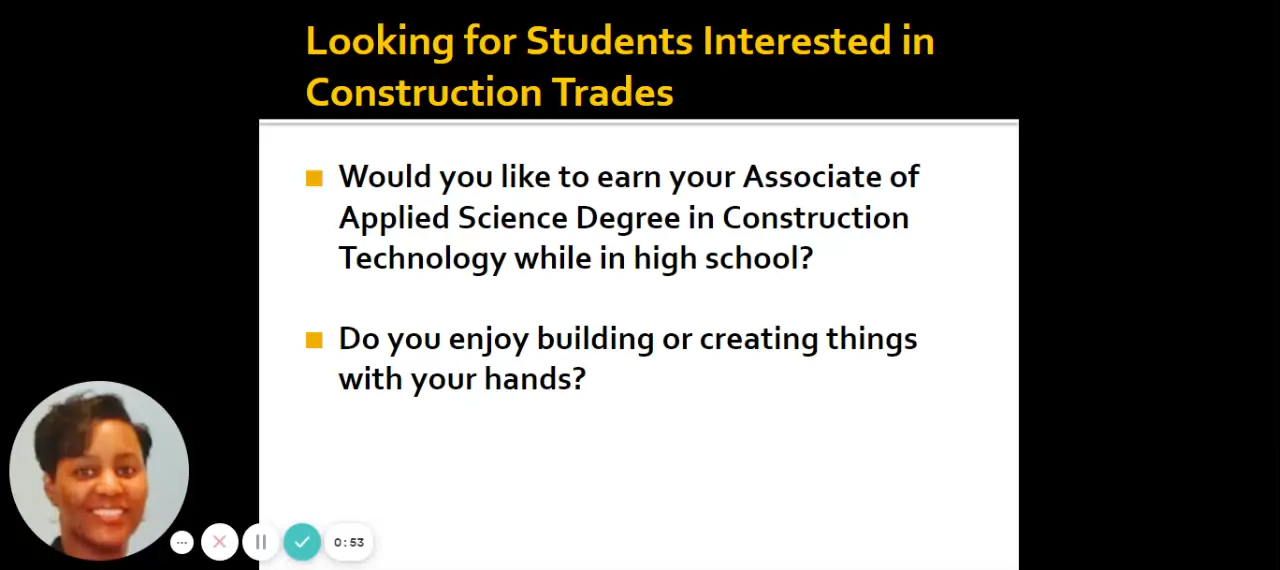 Looking for Students Interested in
Construction Trades
Would you like to earn your Associate of
Applied Science Degree in Construction
Technology while in high school?
Do you enjoy building or creating things
with your hands?
0:53